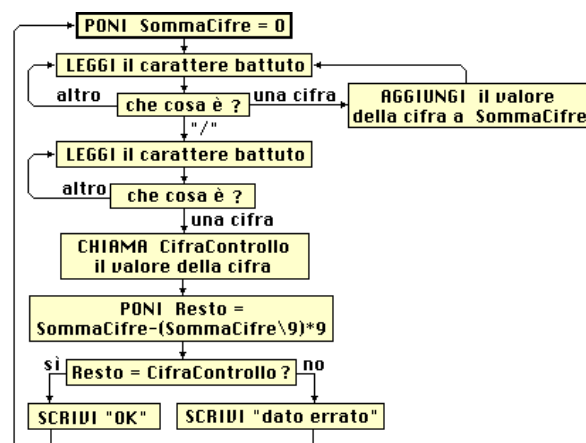 PONI SommaCifre = 0
LEGGI il carattere battuto
altro
che cosa è ?
una cifra
AGGIUNGI il valore
della cifra a SommaCifre
"/"
LEGGI il carattere battuto
altro
che cosa è ?
una cifra
CHIAMA CifraControllo
il valore della cifra
PONI Resto =
SommaCifre-(SommaCifre\9)*9
sì
Resto = CifraControllo ?
no
SCRIVI "OK"
SCRIVI "dato errato"